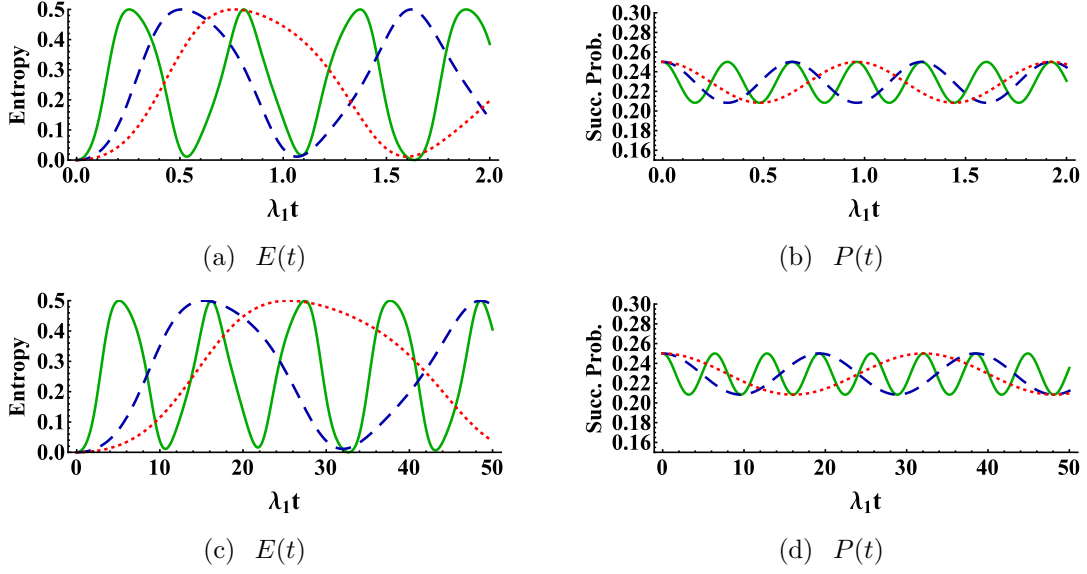 Entropy
0.5
0.4
0.3
0.2
0.1
0.0
0.0 0.5 1.0 1.5 2.0
λ₁t
(a) E(t)
Succ. Prob.
0.30
0.28
0.26
0.24
0.22
0.20
0.18
0.16
0.0 0.5 1.0 1.5 2.0
λ₁t
(b) P(t)
Entropy
0.5
0.4
0.3
0.2
0.1
0.0
0 10 20 30 40 50
λ₁t
(c) E(t)
Succ. Prob.
0.30
0.28
0.26
0.24
0.22
0.20
0.18
0.16
0 10 20 30 40 50
λ₁t
(d) P(t)